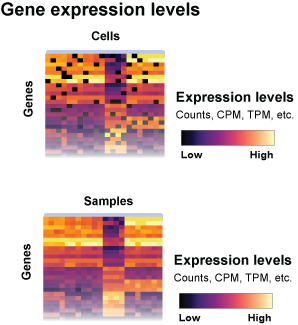 Gene expression levels
Cells
Genes
Expression levels
Counts, CPM, TPM, etc.
Low High
Samples
Genes
Expression levels
Counts, CPM, TPM, etc.
Low High